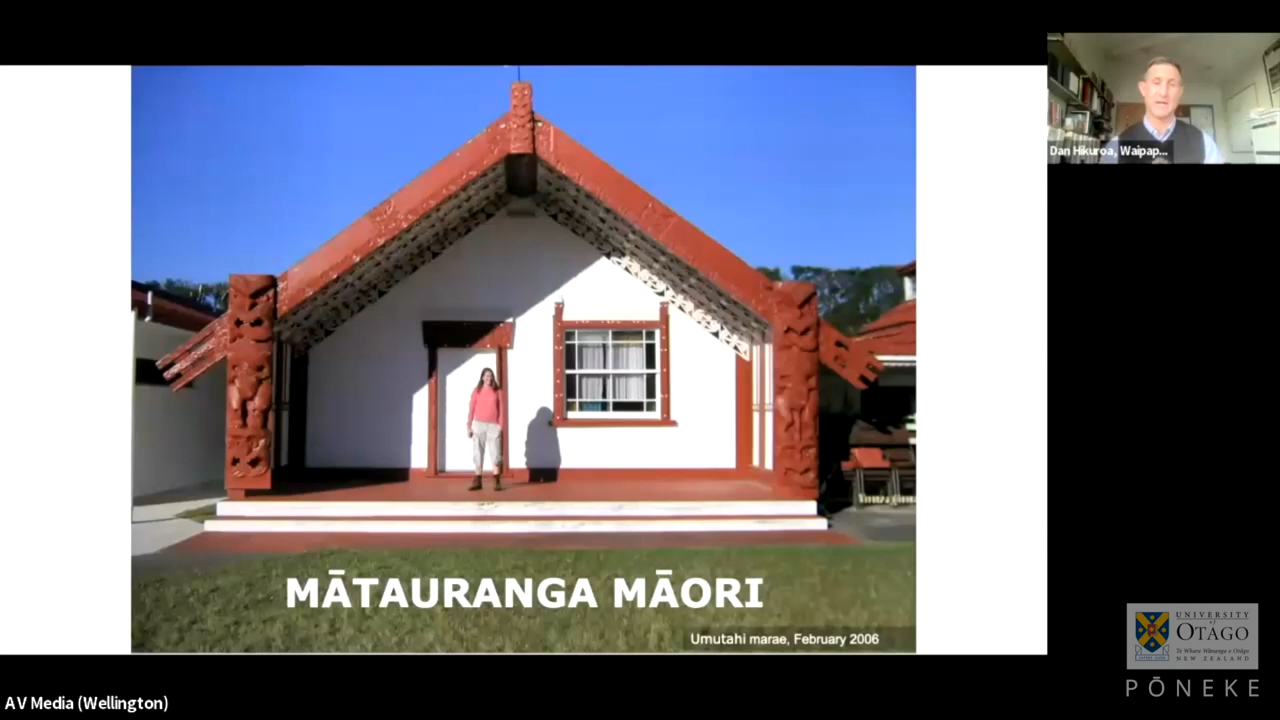 Dan Hikuroa, Waipap...
MĀTAURANGA MĀORI
Umutahi marae, February 2006
UNIVERSITY
of
OTAGO
Te Whare Wānanga o Otāgo
NEW ZEALAND
PŌNEKE
AV Media (Wellington)